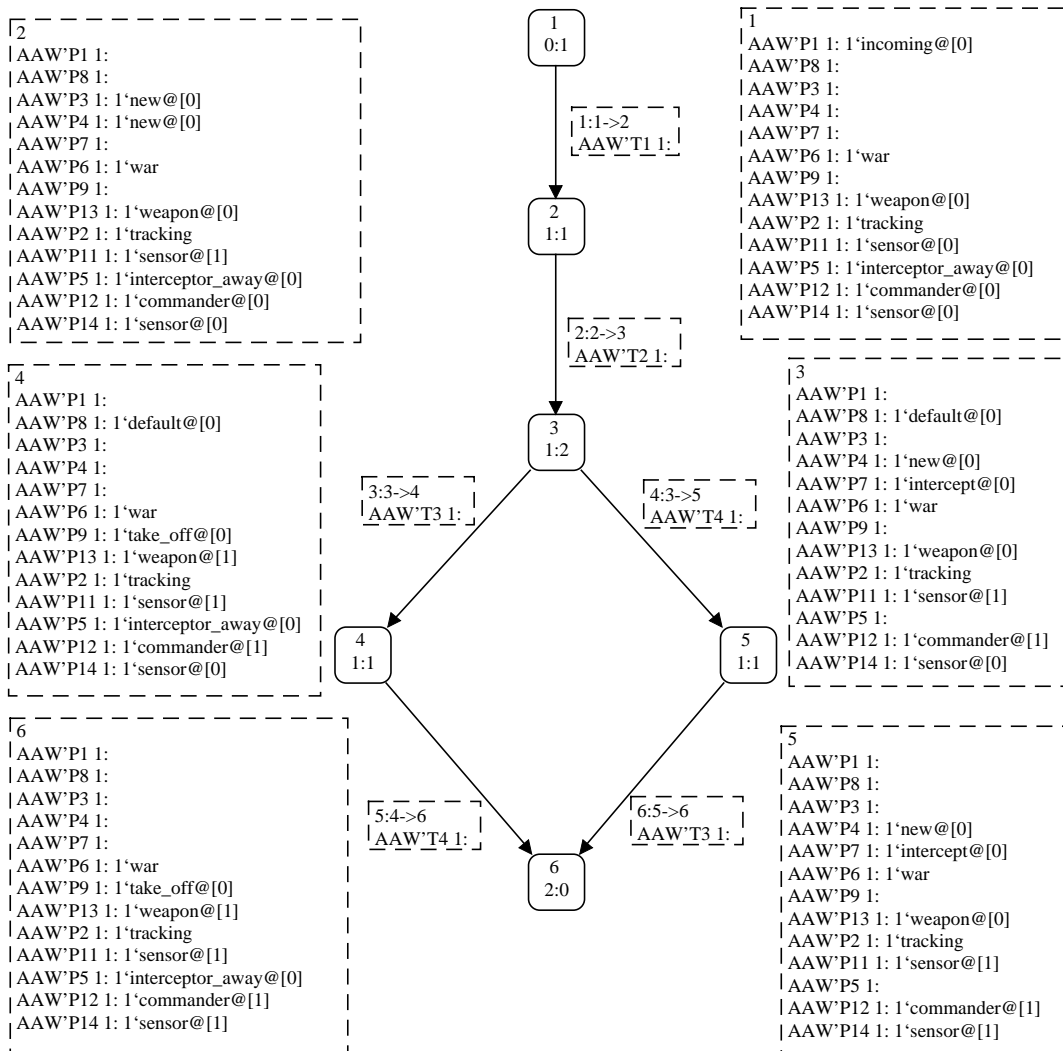 2
AAW'P1 1:
AAW'P8 1:
AAW'P3 1: 1‘new@[0]
AAW'P4 1: 1‘new@[0]
AAW'P7 1:
AAW'P6 1: 1‘war
AAW'P9 1:
AAW'P13 1: 1‘weapon@[0]
AAW'P2 1: 1‘tracking
AAW'P11 1: 1‘sensor@[1]
AAW'P5 1: 1‘interceptor_away@[0]
AAW'P12 1: 1‘commander@[0]
AAW'P14 1: 1‘sensor@[0]
1
0:1
1
AAW'P1 1: 1‘incoming@[0]
AAW'P8 1:
AAW'P3 1:
AAW'P4 1:
AAW'P7 1:
AAW'P6 1: 1‘war
AAW'P9 1:
AAW'P13 1: 1‘weapon@[0]
AAW'P2 1: 1‘tracking
AAW'P11 1: 1‘sensor@[0]
AAW'P5 1: 1‘interceptor_away@[0]
AAW'P12 1: 1‘commander@[0]
AAW'P14 1: 1‘sensor@[0]
1:1->2
AAW'T1 1:
2
1:1
2:2->3
AAW'T2 1:
4
AAW'P1 1:
AAW'P8 1: 1‘default@[0]
AAW'P3 1:
AAW'P4 1:
AAW'P7 1:
AAW'P6 1: 1‘war
AAW'P9 1: 1‘take_off@[0]
AAW'P13 1: 1‘weapon@[1]
AAW'P2 1: 1‘tracking
AAW'P11 1: 1‘sensor@[1]
AAW'P5 1: 1‘interceptor_away@[0]
AAW'P12 1: 1‘commander@[1]
AAW'P14 1: 1‘sensor@[0]
3
1:2
3
AAW'P1 1:
AAW'P8 1: 1‘default@[0]
AAW'P3 1:
AAW'P4 1: 1‘new@[0]
AAW'P7 1: 1‘intercept@[0]
AAW'P6 1: 1‘war
AAW'P9 1:
AAW'P13 1: 1‘weapon@[0]
AAW'P2 1: 1‘tracking
AAW'P11 1: 1‘sensor@[1]
AAW'P5 1:
AAW'P12 1: 1‘commander@[1]
AAW'P14 1: 1‘sensor@[0]
3:3->4
AAW'T3 1:
4:3->5
AAW'T4 1:
4
1:1
5
1:1
6
AAW'P1 1:
AAW'P8 1:
AAW'P3 1:
AAW'P4 1:
AAW'P7 1:
AAW'P6 1: 1‘war
AAW'P9 1: 1‘take_off@[0]
AAW'P13 1: 1‘weapon@[1]
AAW'P2 1: 1‘tracking
AAW'P11 1: 1‘sensor@[1]
AAW'P5 1: 1‘interceptor_away@[0]
AAW'P12 1: 1‘commander@[1]
AAW'P14 1: 1‘sensor@[1]
5:4->6
AAW'T4 1:
6:5->6
AAW'T3 1:
6
2:0
5
AAW'P1 1:
AAW'P8 1:
AAW'P3 1:
AAW'P4 1: 1‘new@[0]
AAW'P7 1: 1‘intercept@[0]
AAW'P6 1: 1‘war
AAW'P9 1:
AAW'P13 1: 1‘weapon@[0]
AAW'P2 1: 1‘tracking
AAW'P11 1: 1‘sensor@[1]
AAW'P5 1:
AAW'P12 1: 1‘commander@[1]
AAW'P14 1: 1‘sensor@[1]